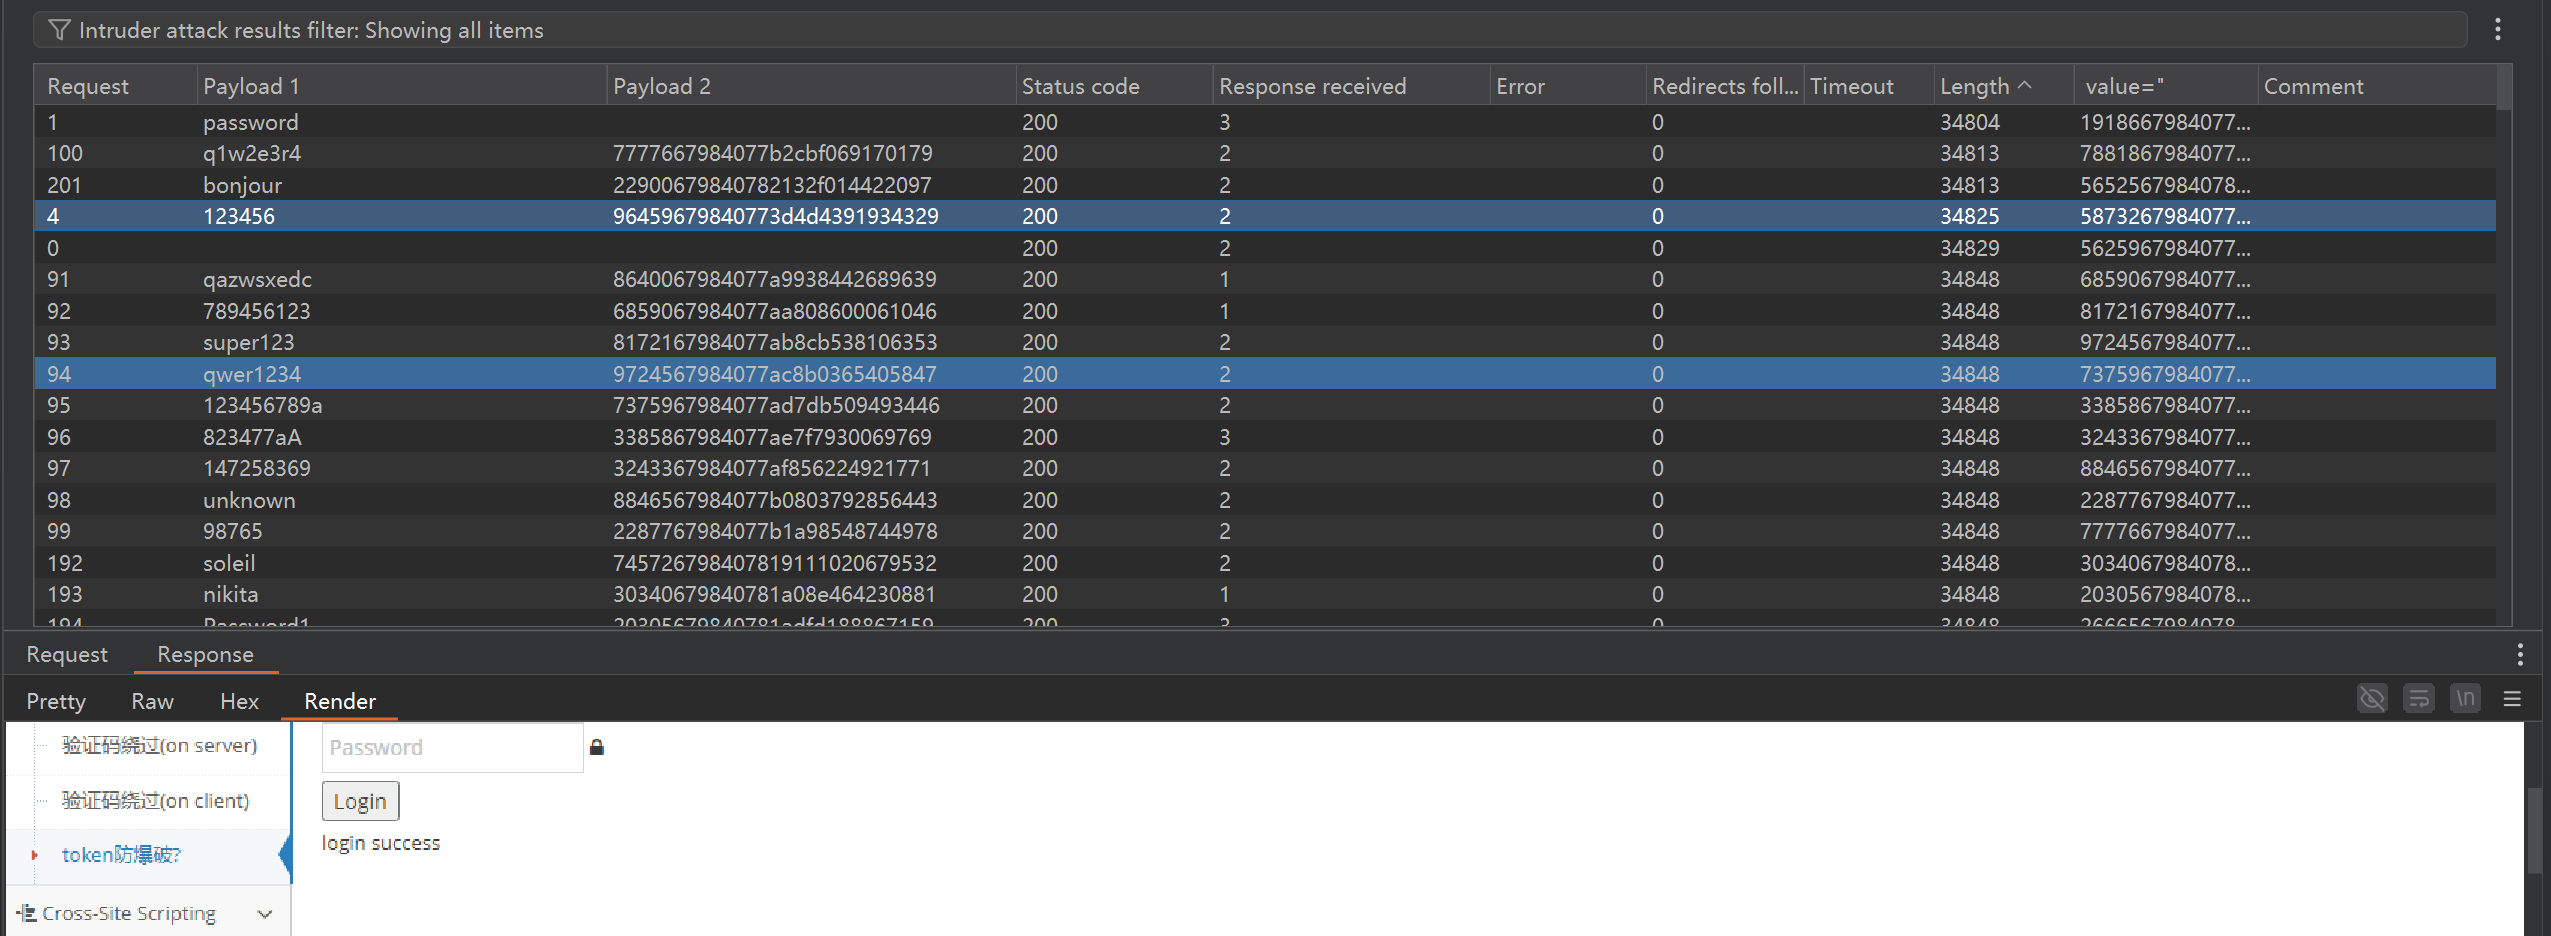 Intruder attack results filter: Showing all items
Request Payload 1 Payload 2 Status code Response received Error Redirects foll... Timeout Length value=" Comment
1 password 200 3 0 34804 1918667984077...
100 q1w2e3r4 7777667984077b2cbf069170179 200 2 0 34813 7881867984077...
201 bonjour 22900679840782132f014422097 200 2 0 34813 5652567984078...
4 123456 96459679840773d4d4391934329 200 2 0 34825 5873267984077...
0 200 2 0 34829 5625967984077...
91 qazwsxedc 8640067984077a9938442689639 200 1 0 34848 6859067984077...
92 789456123 6859067984077aa808600061046 200 1 0 34848 8172167984077...
93 super123 8172167984077ab8cb538106353 200 2 0 34848 9724567984077...
94 qwer1234 9724567984077ac8b0365405847 200 2 0 34848 7375967984077...
95 123456789a 7375967984077ad7db509493446 200 2 0 34848 3385867984077...
96 823477aA 3385867984077ae7f7930069769 200 3 0 34848 3243367984077...
97 147258369 3243367984077af856224921771 200 2 0 34848 8846567984077...
98 unknown 8846567984077b0803792856443 200 2 0 34848 2287767984077...
99 98765 2287767984077b1a98548744978 200 2 0 34848 7777667984077...
192 soleil 745726798407819111020679532 200 2 0 34848 3034067984078...
193 nikita 30340679840781a08e464230881 200 1 0 34848 2030567984078...
194 Password1 20305679840781adfd188867159 200 3 0 34848 2666567984078...
Request Response
Pretty Raw Hex Render \n
验证码绕过(on server)
Password
验证码绕过(on client)
Login
login success
token防爆破?
Cross-Site Scripting